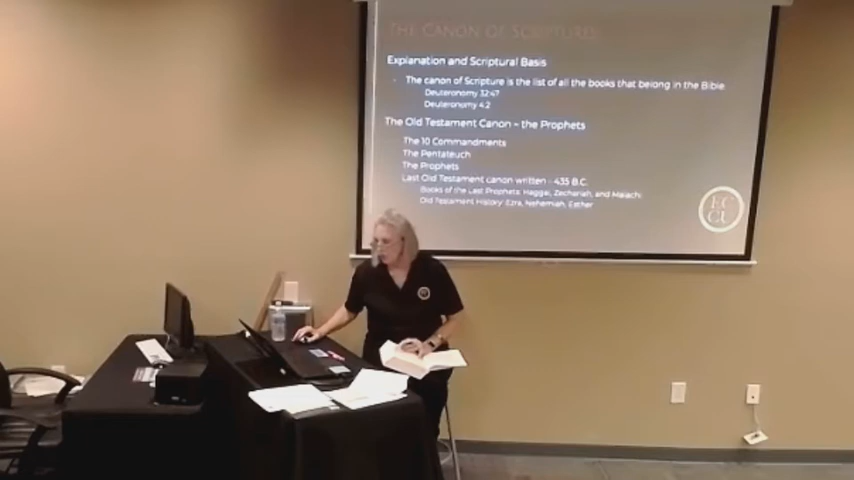 THE CANON OF SCRIPTURE
Explanation and Scriptural Basis
- The canon of Scripture is the list of all the books that belong in the Bible
Deuteronomy 32:47
Deuteronomy 4:2
The Old Testament Canon – the Prophets
The 10 Commandments
The Pentateuch
The Prophets
Last Old Testament canon written - 435 B.C.
Books of the Last Prophets: Haggai, Zechariah, and Malachi
Old Testament History: Ezra, Nehemiah, Esther
EC
CU